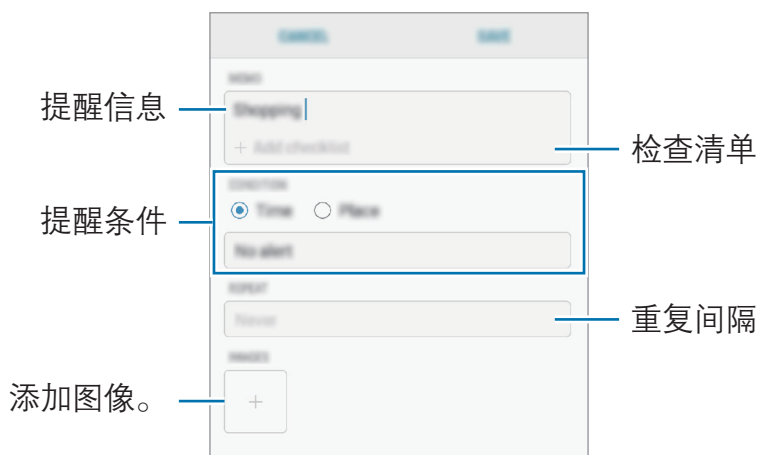 CANCEL SAVE
MEMO
提醒信息
Shopping
+ Add checklist
检查清单
CONDITION
提醒条件
Time Place
No alert
REPEAT
Never
重复间隔
IMAGES
添加图像。
+